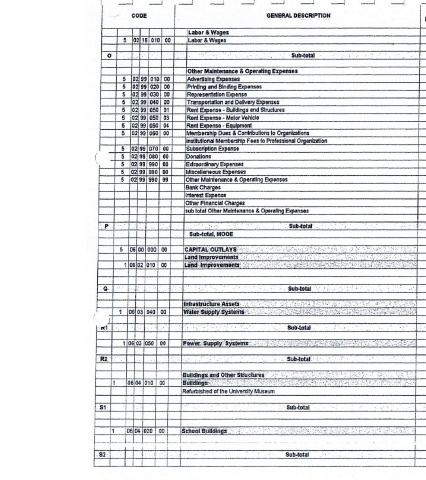 CODE GENERAL DESCRIPTION
Labor & Wages
5 02 16 010 00 Labor & Wages
O Sub-total
Other Maintenance & Operating Expenses
5 02 99 010 00 Advertising Expenses
5 02 99 020 00 Printing and Binding Expenses
5 02 99 030 00 Representation Expense
5 02 99 040 00 Transportation and Delivery Expenses
5 02 99 050 01 Rent Expense - Buildings and Structures
5 02 99 050 03 Rent Expense - Motor Vehicle
5 02 99 050 04 Rent Expense - Equipment
5 02 99 060 00 Membership Dues & Contributions to Organizations
Institutional Membership Fees to Professional Organization
5 02 99 070 00 Subscription Expense
5 02 99 080 00 Donations
5 02 99 990 00 Extraordinary Expenses
5 02 99 990 00 Miscellaneous Expenses
5 02 99 990 99 Other Maintenance & Operating Expenses
Bank Charges
Interest Expense
Other Financial Charges
sub total Other Maintenance & Operating Expenses
P Sub-total
Sub-total, MOOE
5 06 00 000 00 CAPITAL OUTLAYS
Land Improvements
1 06 02 010 00 Land Improvements
Q Sub-total
Infrastructure Assets
1 06 03 040 00 Water Supply Systems
R1 Sub-total
1 06 03 050 00 Power Supply Systems
R2 Sub-total
Buildings and Other Structures
1 06 04 010 00 Buildings
Refurbished of the University Museum
S1 Sub-total
1 06 04 020 00 School Buildings
S2 Sub-total